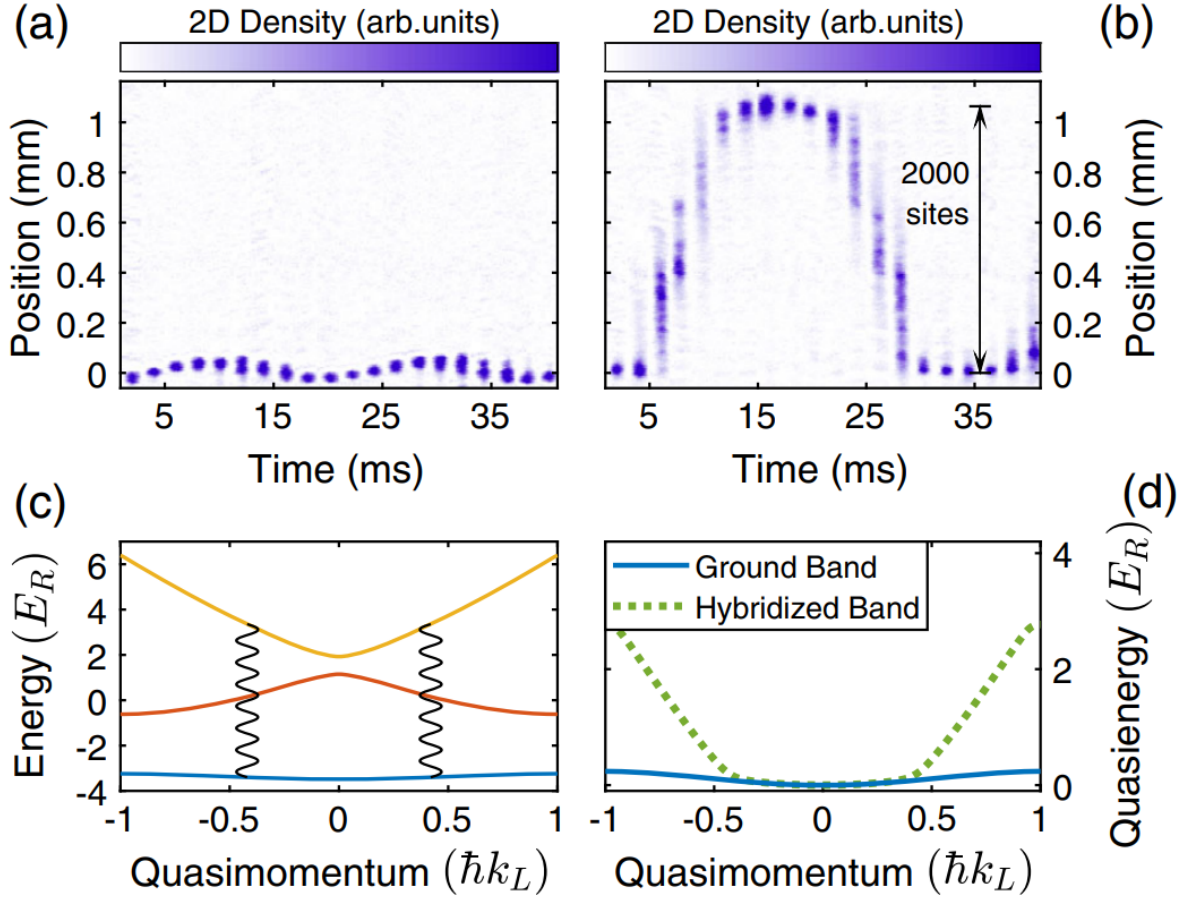 (a)
2D Density (arb.units)
2D Density (arb.units)
(b)
Position (mm)
1
0.8
0.6
0.4
0.2
0
5
15
25
35
Time (ms)
2000
sites
1
0.8
0.6
0.4
0.2
0
Position (mm)
5
15
25
35
Time (ms)
(c)
Energy (E_R)
6
4
2
0
-2
-4
-1
-0.5
0
0.5
1
Quasimomentum (ħk_L)
(d)
Ground Band
Hybridized Band
4
2
0
Quasienergy (E_R)
-1
-0.5
0
0.5
1
Quasimomentum (ħk_L)